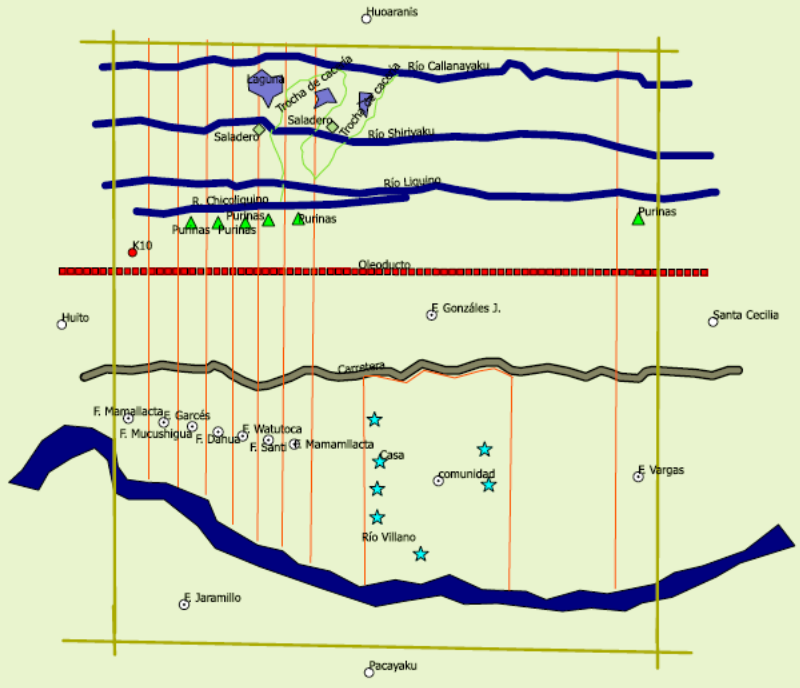 Huoaranis
Río Callanayaku
Laguna
Trocha de cacería
Trocha de cacería
Saladero
Saladero
Río Shiriyaku
Río Liquino
R. Chicoliquino
Purinas
Purinas
Purinas
Purinas
Purinas
K10
Oleoducto
F. Gonzáles J.
Huito
Santa Cecilia
Carretera
F. Mamallacta
F. Garcés
F. Mucushigua
F. Dahua
F. Watutoca
F. Santi
F. Mamamllacta
Casa
comunidad
F. Vargas
Río Villano
F. Jaramillo
Pacayaku